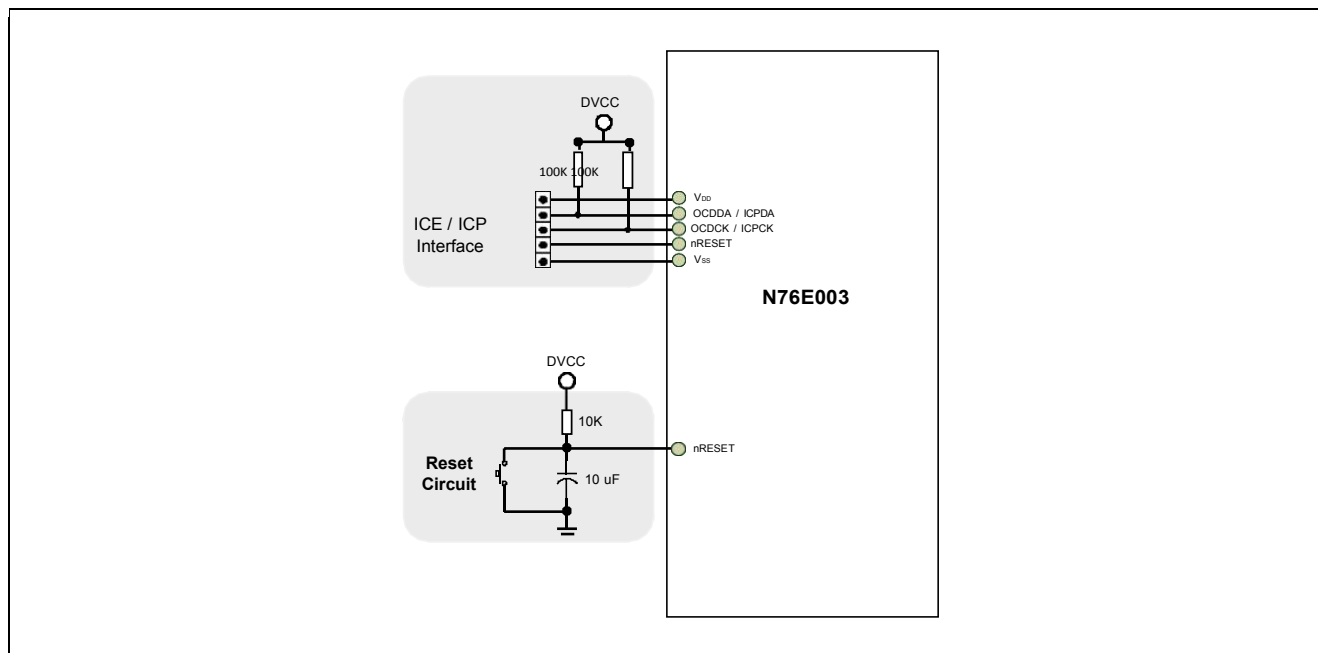 DVCC
100K 100K
ICE / ICP
Interface
VDD
OCDDA / ICPDA
OCDCK / ICPCK
nRESET
VSS
N76E003
DVCC
10K
nRESET
Reset
Circuit
10 uF